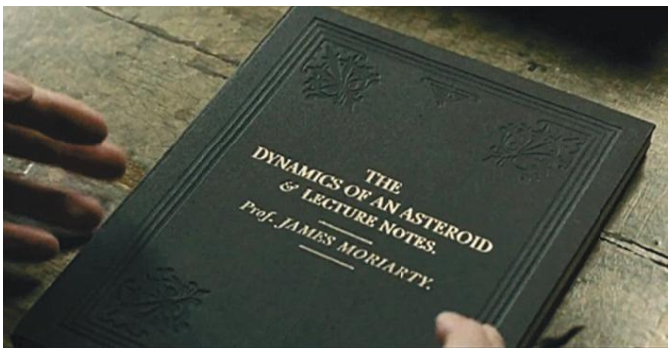 THE
DYNAMICS OF AN ASTEROID
& LECTURE NOTES.
Prof. JAMES MORIARTY.